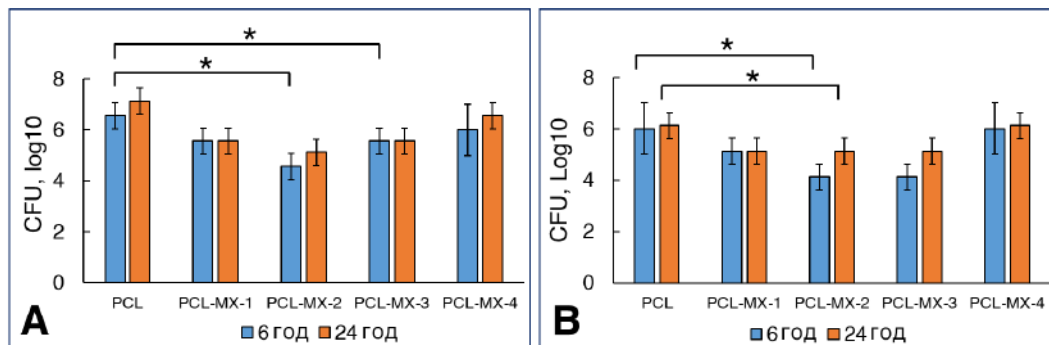 *
*
8
6
4
2
0
CFU, log10
PCL PCL-MX-1 PCL-MX-2 PCL-MX-3 PCL-MX-4
A
6 год 24 год
*
*
8
6
4
2
0
CFU, Log10
PCL PCL-MX-1 PCL-MX-2 PCL-MX-3 PCL-MX-4
B
6 год 24 год